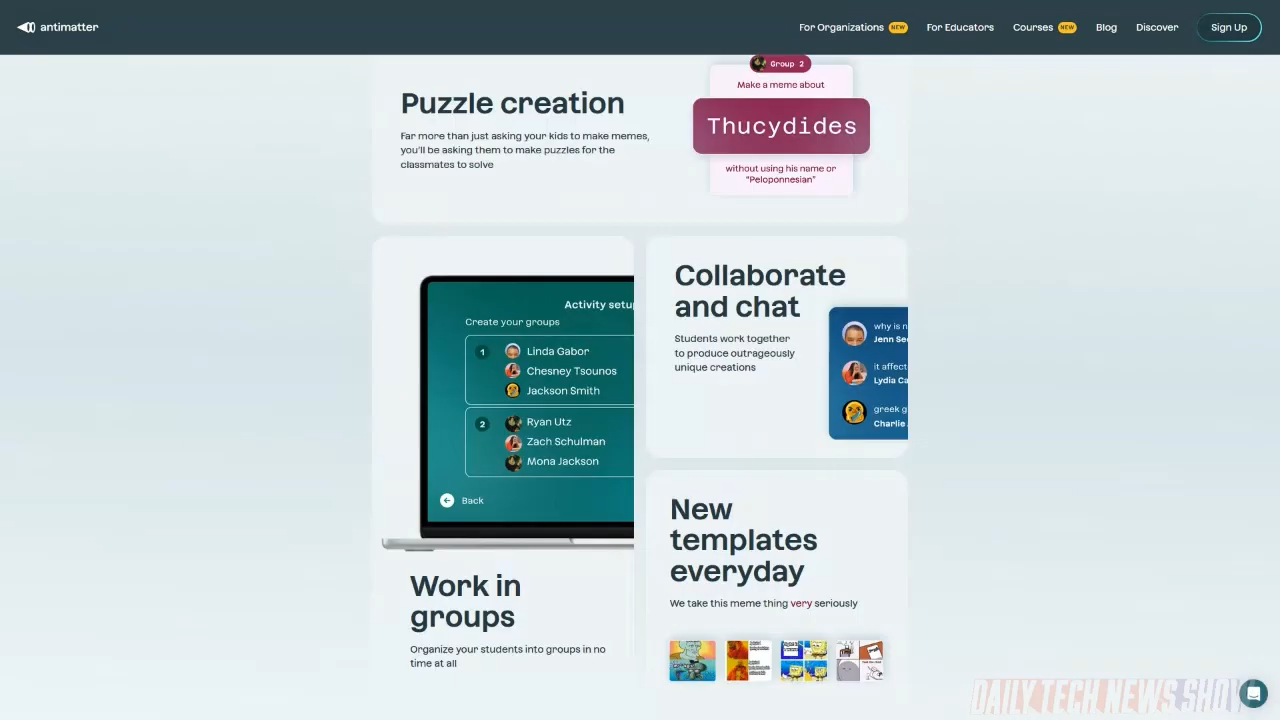 antimatter
For Organizations NEW
For Educators
Courses NEW
Blog
Discover
Sign Up
Puzzle creation
Far more than just asking your kids to make memes,
you'll be asking them to make puzzles for the
classmates to solve
Group 2
Make a meme about
Thucydides
without using his name or
"Peloponnesian"
Activity setu
Create your groups
1
Linda Gabor
Chesney Tsounos
Jackson Smith
2
Ryan Utz
Zach Schulman
Mona Jackson
Back
Work in
groups
Organize your students into groups in no
time at all
Collaborate
and chat
Students work together
to produce outrageously
unique creations
why is n
Jenn Se
it affect
Lydia Ca
greek g
Charlie
New
templates
everyday
We take this meme thing very seriously
DAILY TECH NEWS SHOW